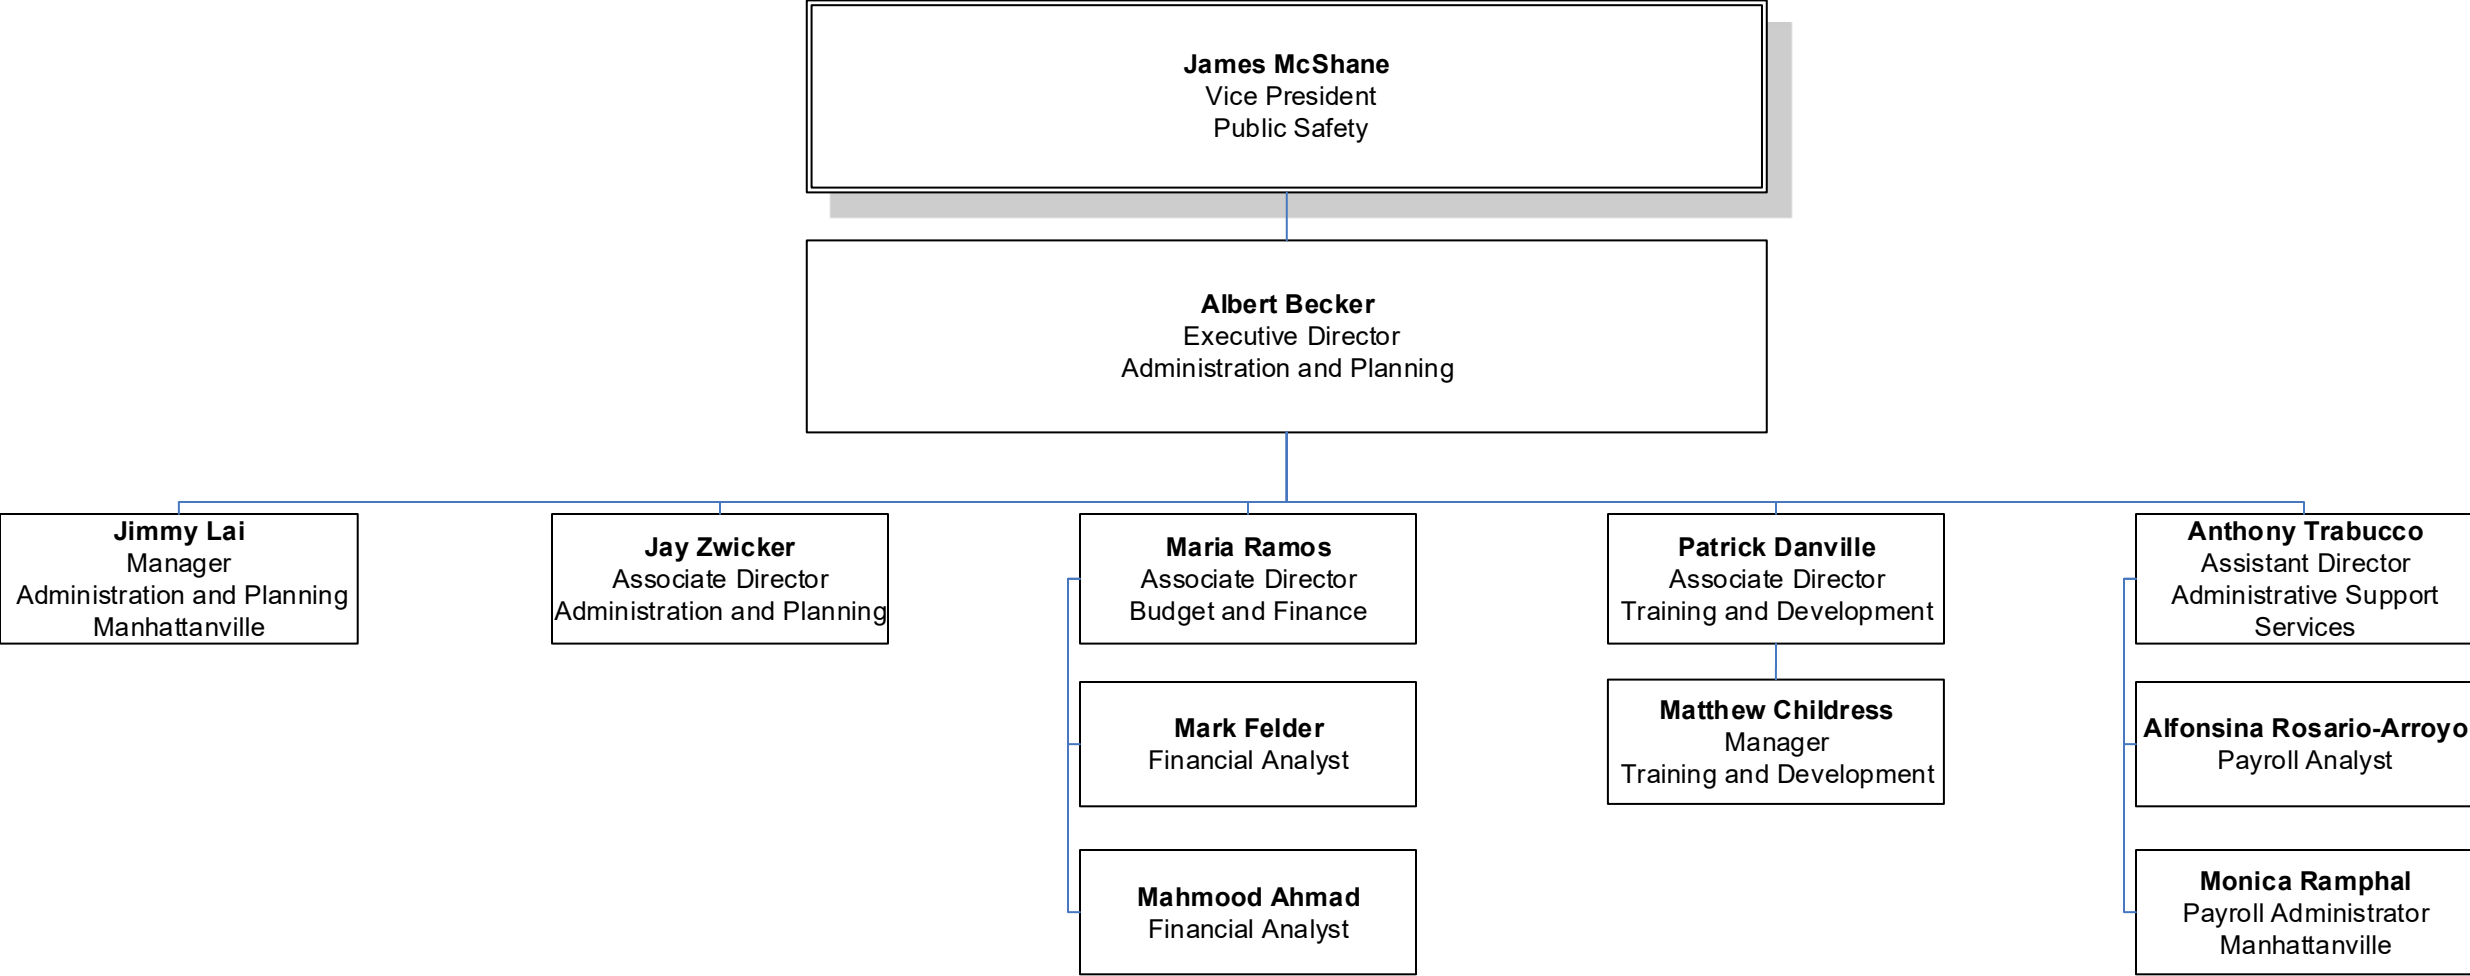 James McShane
Vice President
Public Safety
Albert Becker
Executive Director
Administration and Planning
Jimmy Lai
Manager
Administration and Planning
Manhattanville
Jay Zwicker
Associate Director
Administration and Planning
Maria Ramos
Associate Director
Budget and Finance
Patrick Danville
Associate Director
Training and Development
Anthony Trabucco
Assistant Director
Administrative Support
Services
Mark Felder
Financial Analyst
Matthew Childress
Manager
Training and Development
Alfonsina Rosario-Arroyo
Payroll Analyst
Mahmood Ahmad
Financial Analyst
Monica Ramphal
Payroll Administrator
Manhattanville